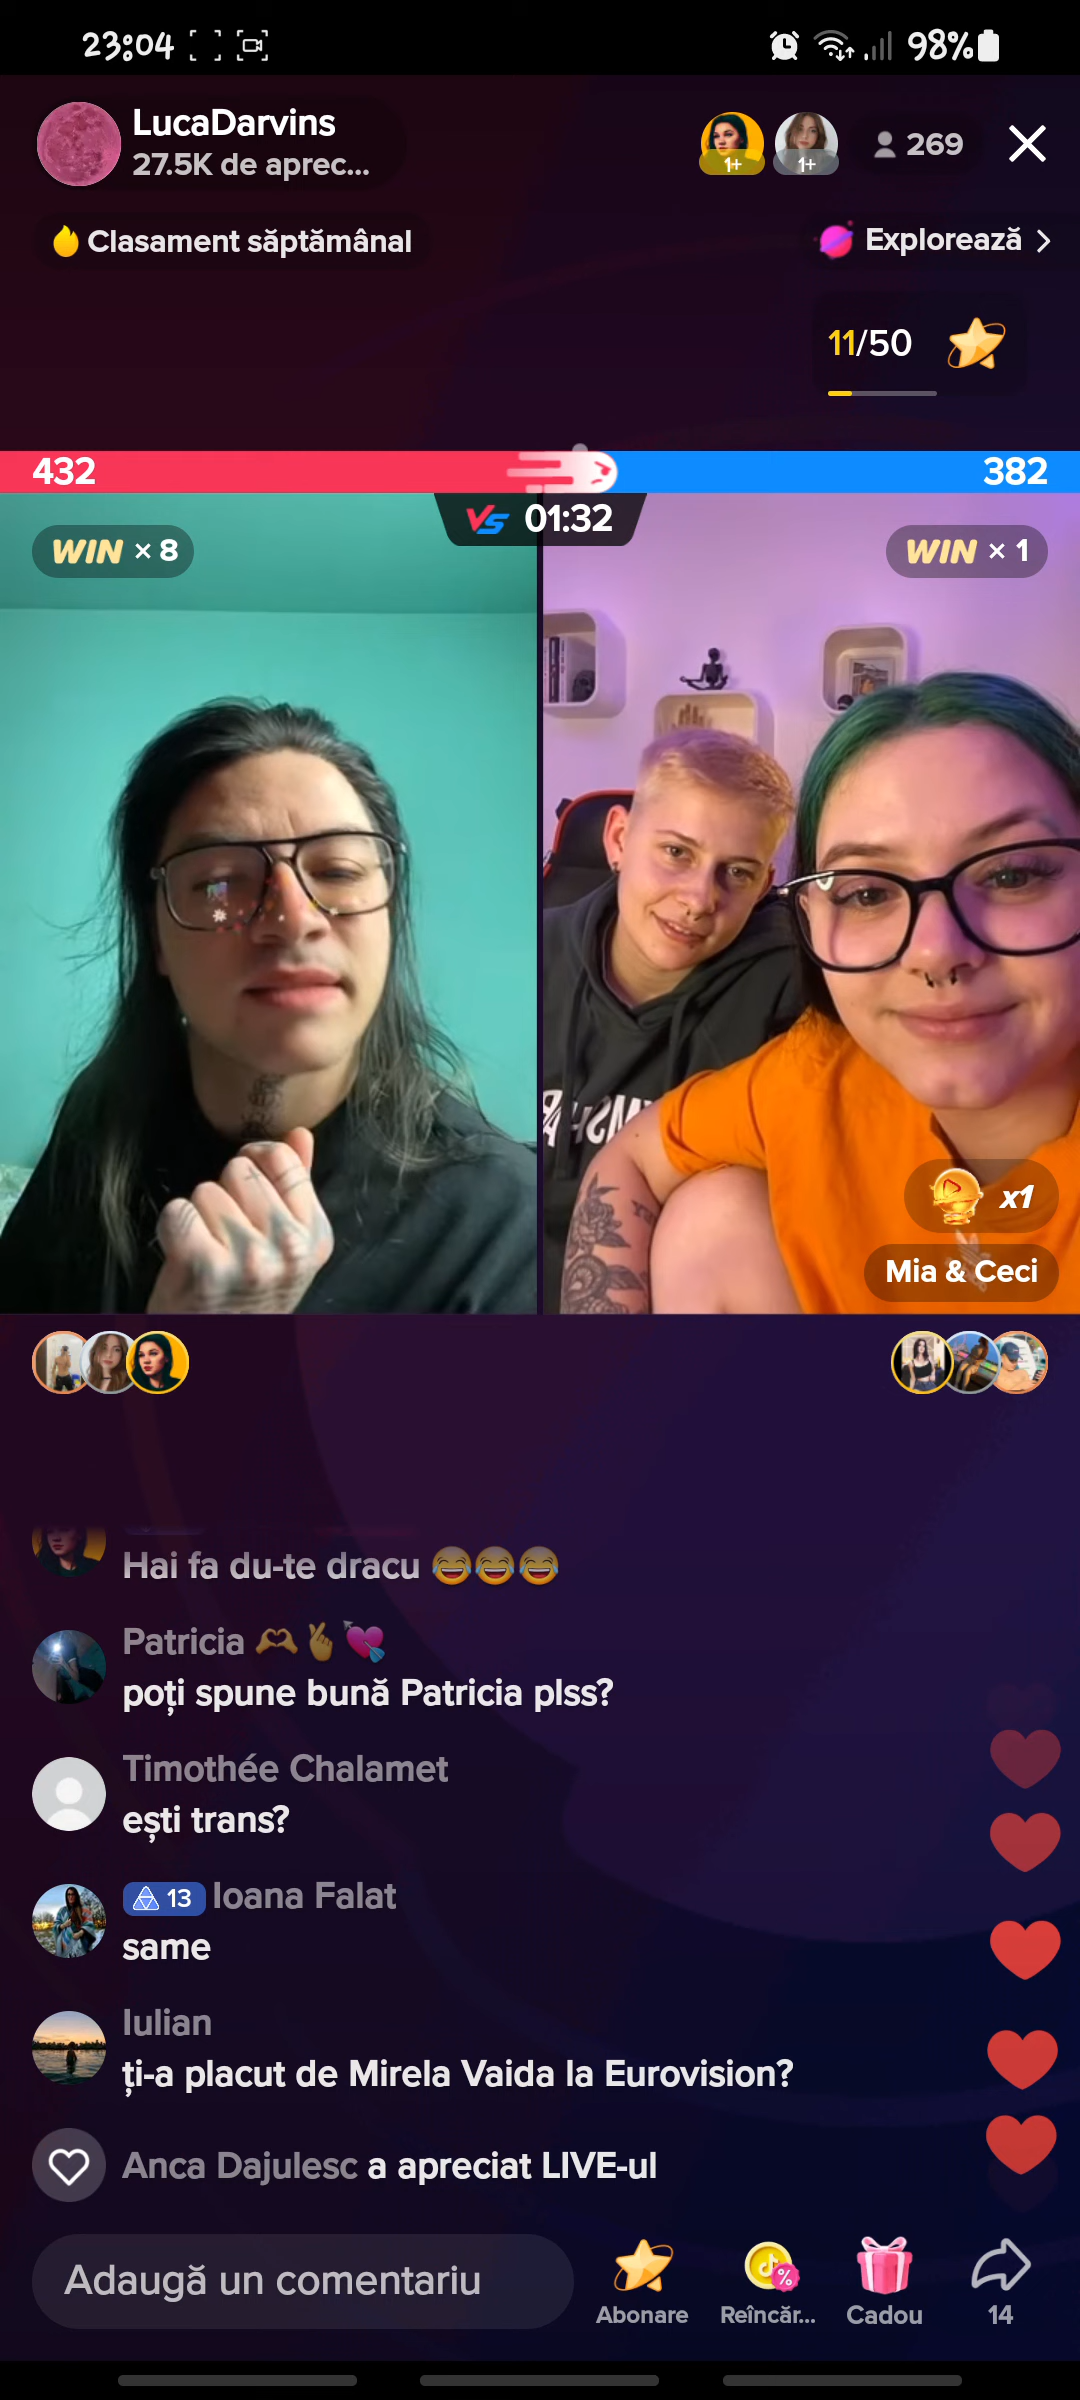 23:04
98%
LucaDarvins
27.5K de aprec...
1+
1+
269
Clasament săptămânal
Explorează
11/50
432
382
VS 01:32
WIN × 8
WIN × 1
x1
Mia & Ceci
Hai fa du-te dracu 😂😂😂
Patricia 🫶🫰💘
poți spune bună Patricia plss?
Timothée Chalamet
ești trans?
13 Ioana Falat
same
Iulian
ți-a placut de Mirela Vaida la Eurovision?
Anca Dajulesc a apreciat LIVE-ul
Adaugă un comentariu
Abonare
Reîncăr...
Cadou
14